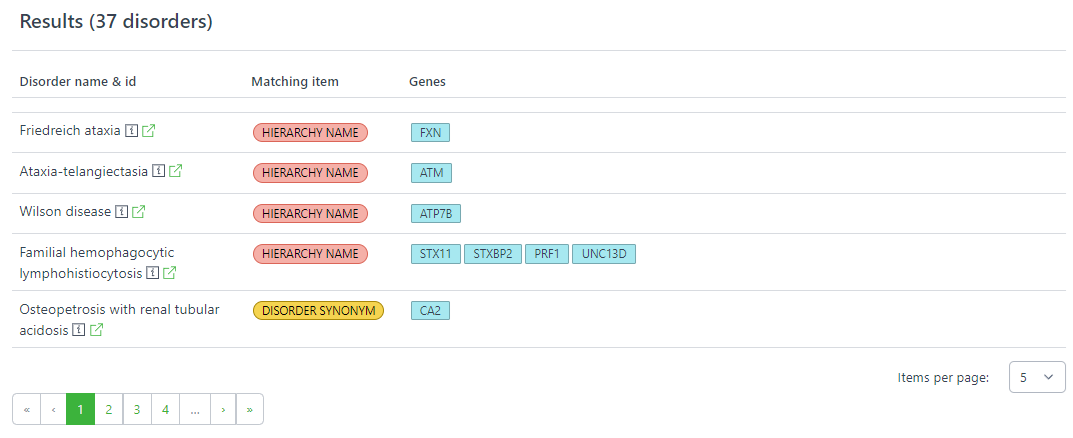 Results (37 disorders)
Disorder name & id Matching item Genes
Friedreich ataxia HIERARCHY NAME FXN
Ataxia-telangiectasia HIERARCHY NAME ATM
Wilson disease HIERARCHY NAME ATP7B
Familial hemophagocytic
lymphohistiocytosis HIERARCHY NAME STX11 STXBP2 PRF1 UNC13D
Osteopetrosis with renal tubular
acidosis DISORDER SYNONYM CA2
Items per page: 5
« ‹ 1 2 3 4 ... › »